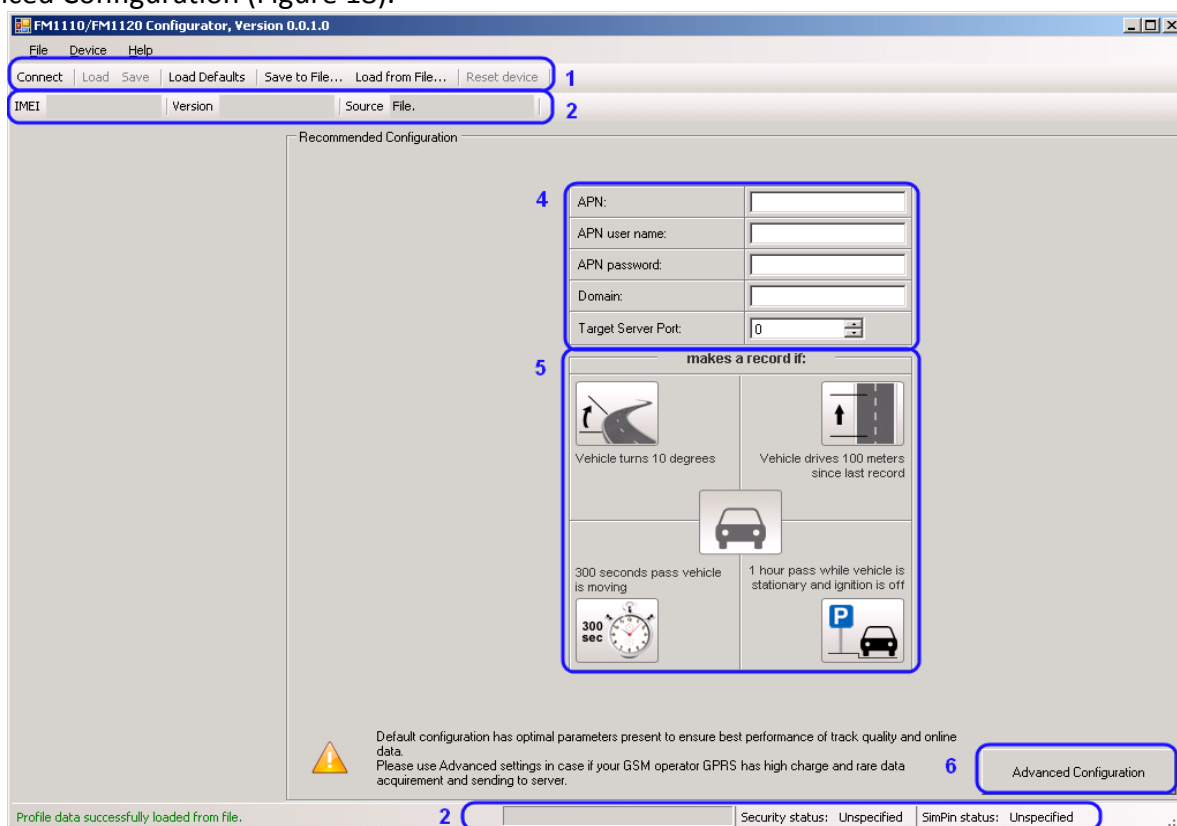 nced Configuration (Figure 18).
FM1110/FM1120 Configurator, Version 0.0.1.0
File Device Help
Connect Load Save Load Defaults Save to File... Load from File... Reset device 1
IMEI Version Source File. 2
Recommended Configuration
4 APN:
APN user name:
APN password:
Domain:
Target Server Port: 0
5 makes a record if:
Vehicle turns 10 degrees
Vehicle drives 100 meters
since last record
300 seconds pass vehicle
is moving
1 hour pass while vehicle is
stationary and ignition is off
300
sec
P
Default configuration has optimal parameters present to ensure best performance of track quality and online
data.
Please use Advanced settings in case if your GSM operator GPRS has high charge and rare data
acquirement and sending to server.
6 Advanced Configuration
Profile data successfully loaded from file. 2 Security status: Unspecified SimPin status: Unspecified